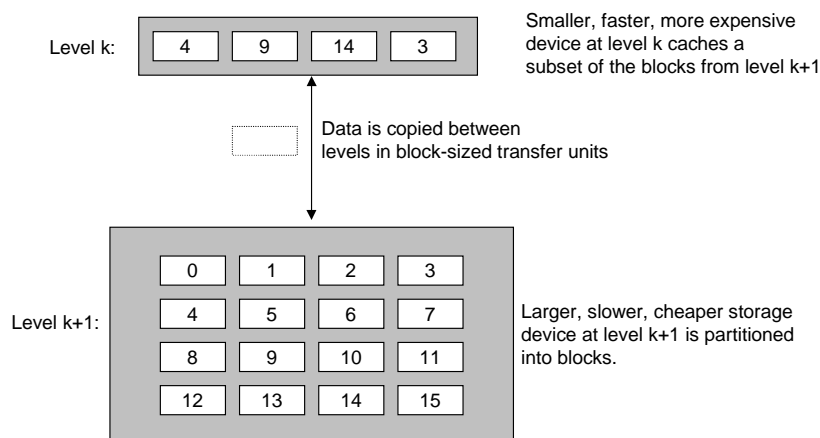 Level k:
4 9 14 3
Smaller, faster, more expensive
device at level k caches a
subset of the blocks from level k+1
Data is copied between
levels in block-sized transfer units
Level k+1:
0 1 2 3
4 5 6 7
8 9 10 11
12 13 14 15
Larger, slower, cheaper storage
device at level k+1 is partitioned
into blocks.